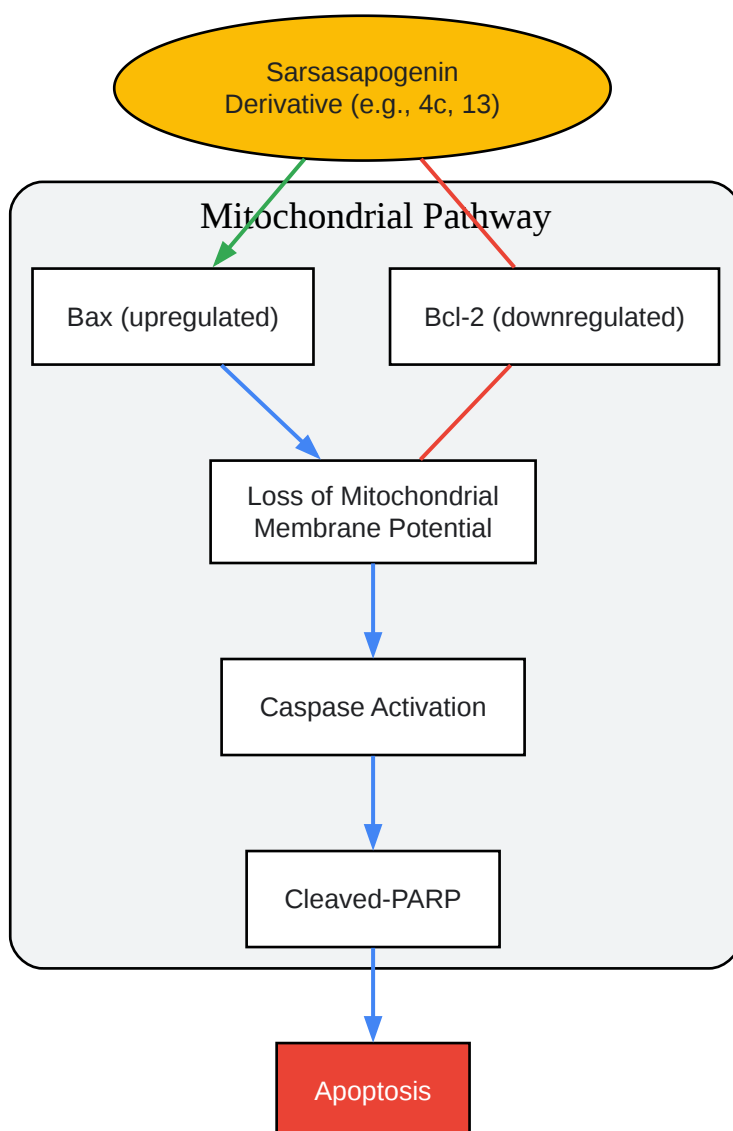 Sarsasapogenin
Derivative (e.g., 4c, 13)
Mitochondrial Pathway
Bax (upregulated)
Bcl-2 (downregulated)
Loss of Mitochondrial
Membrane Potential
Caspase Activation
Cleaved-PARP
Apoptosis